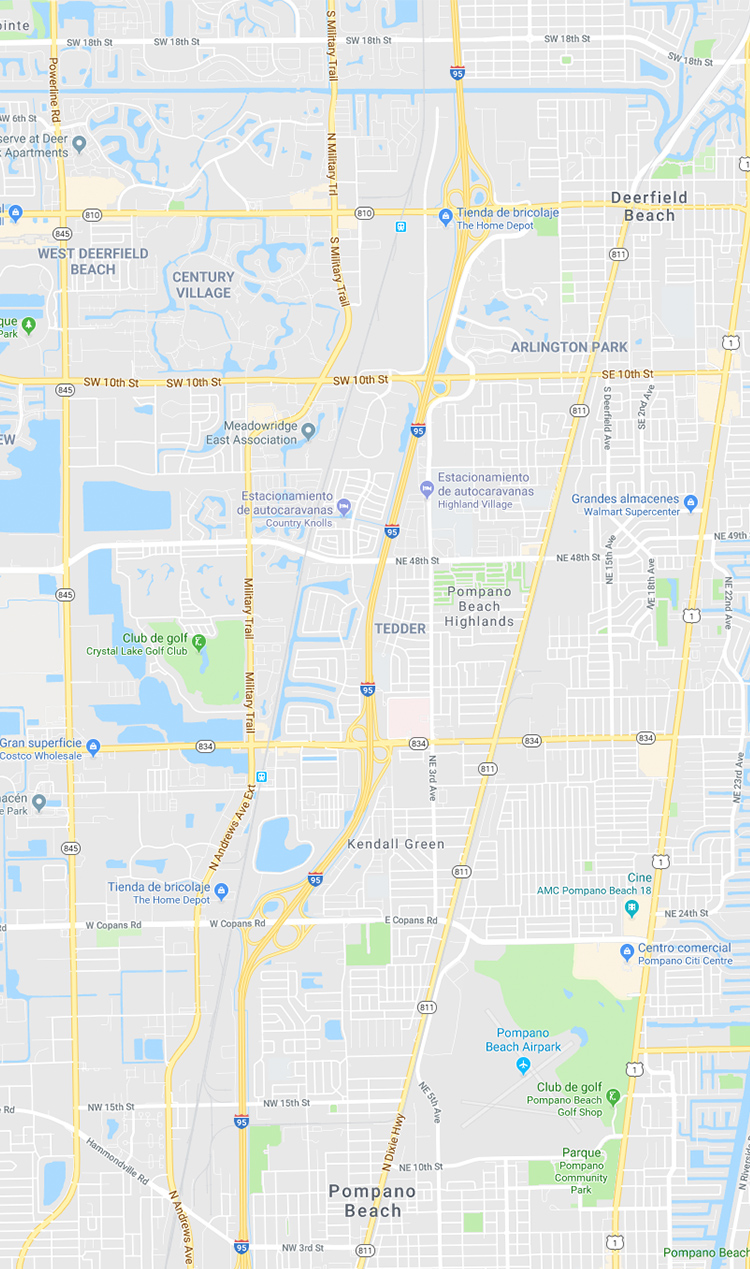 ointe
SW 18th St
SW 18th St
SW 18th St
SW 18th St
SW 18th St
S Military Trail
Powerline Rd
95
SW 6th St
serve at Deer
Apartments
N Military Trl
1
Deerfield
Beach
810
810
Tienda de bricolaje
The Home Depot
845
WEST DEERFIELD
BEACH
CENTURY
VILLAGE
S Military Trail
811
que
Park
ARLINGTON PARK
1
SW 10th St
SW 10th St
SW 10th St
SE 10th St
845
S Deerfield Ave
SE 2nd Ave
811
EW
Meadowridge
East Association
95
Estacionamiento
de autocaravanas
Country Knolls
Estacionamiento
de autocaravanas
Highland Village
Grandes almacenes
Walmart Supercenter
95
NE 49th
NE 48th St
NE 48th St
NE 15th Ave
NE 18th Ave
NE 22nd Ave
845
Military Trail
Pompano
Beach
Highlands
1
TEDDER
Club de golf
Crystal Lake Golf Club
Military Trail
95
Gran superficie
Costco Wholesale
834
834
834
834
NE 3rd Ave
811
NE 23rd Ave
macén
e Park
N Andrews Ave Ext
845
Kendall Green
811
1
95
Tienda de bricolaje
The Home Depot
Cine
AMC Pompano Beach 18
NE 24th St
W Copans Rd
W Copans Rd
E Copans Rd
Centro comercial
Pompano Citi Centre
811
Pompano
Beach Airpark
1
Club de golf
Pompano Beach
Golf Shop
NE 5th Ave
Rd
NW 15th St
NW 15th St
95
Hammondville Rd
N Dixie Hwy
NE 10th St
Parque
Pompano
Community
Park
N Riverside
Pompano
Beach
N Andrews Ave
95
NW 3rd St
811
1
Pompano Beach